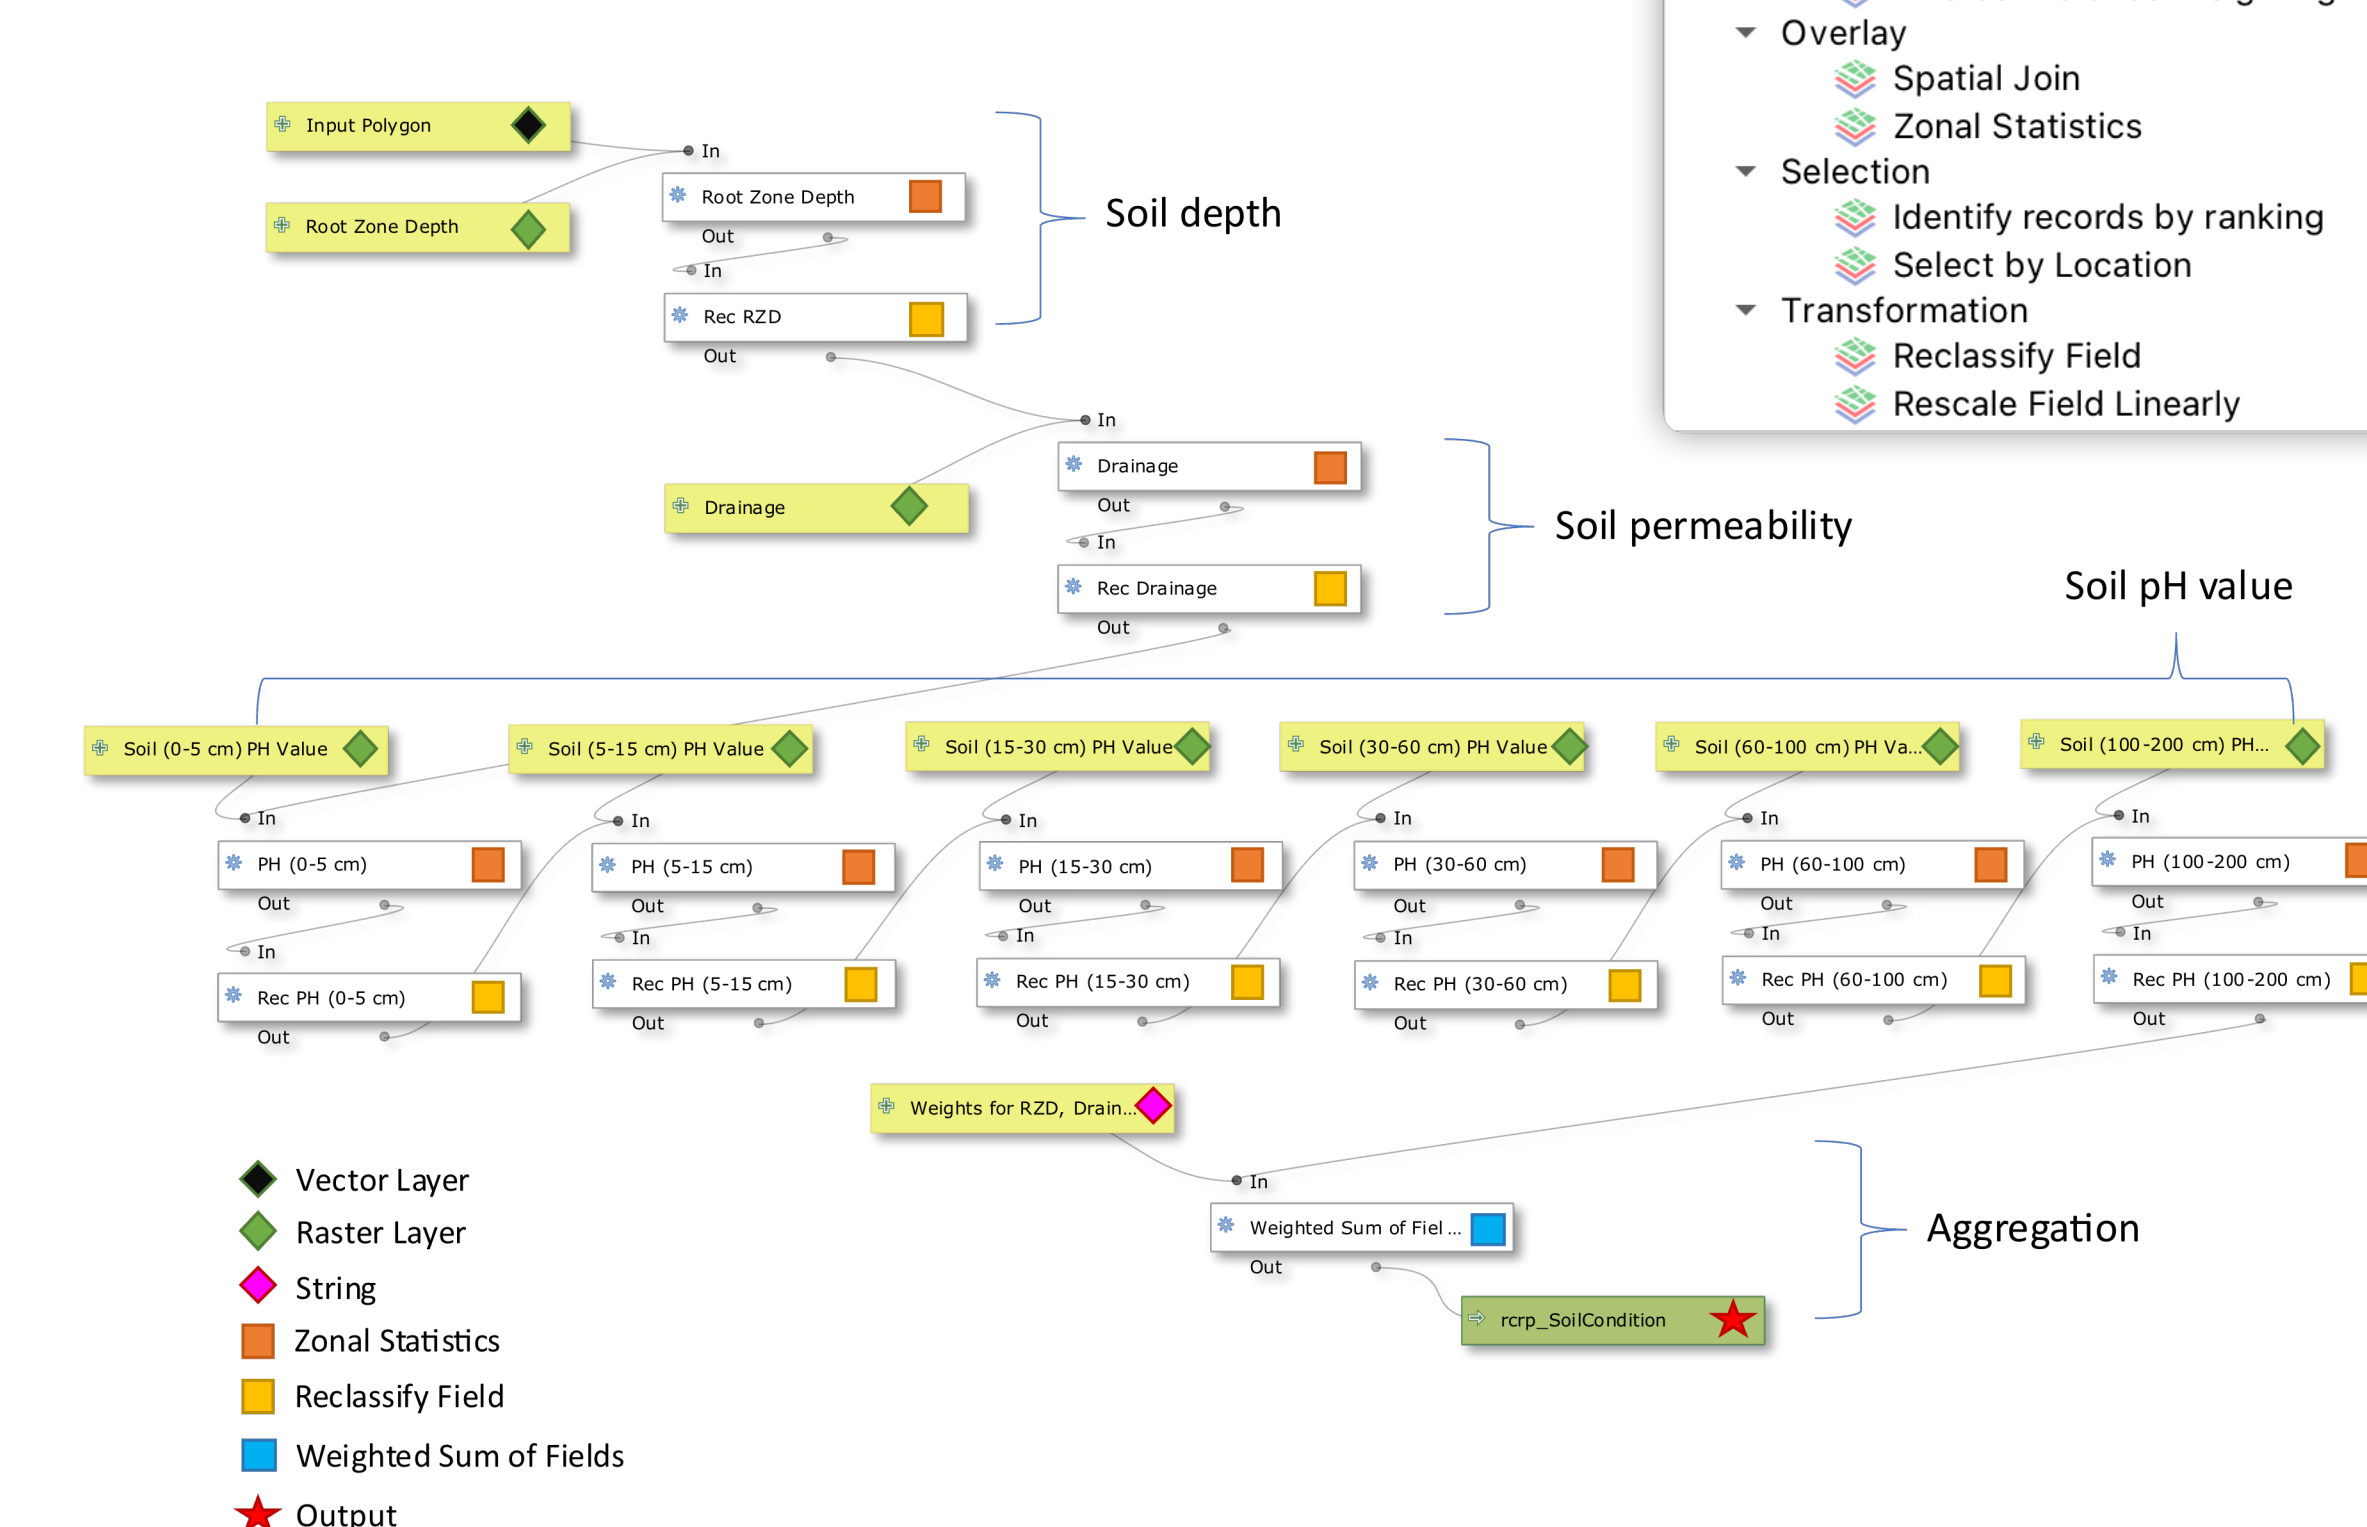 Overlay
Spatial Join
Zonal Statistics
Selection
Identify records by ranking
Select by Location
Transformation
Reclassify Field
Rescale Field Linearly
Input Polygon
In
Root Zone Depth
Root Zone Depth
Out
In
Rec RZD
Out
Soil depth
In
Drainage
Drainage
Out
In
Rec Drainage
Out
Soil permeability
Soil pH value
Soil (0-5 cm) PH Value
Soil (5-15 cm) PH Value
Soil (15-30 cm) PH Value
Soil (30-60 cm) PH Value
Soil (60-100 cm) PH Va...
Soil (100-200 cm) PH...
In
In
In
In
In
In
PH (0-5 cm)
PH (5-15 cm)
PH (15-30 cm)
PH (30-60 cm)
PH (60-100 cm)
PH (100-200 cm)
Out
Out
Out
Out
Out
Out
In
In
In
In
In
In
Rec PH (0-5 cm)
Rec PH (5-15 cm)
Rec PH (15-30 cm)
Rec PH (30-60 cm)
Rec PH (60-100 cm)
Rec PH (100-200 cm)
Out
Out
Out
Out
Out
Out
Weights for RZD, Drain...
In
Weighted Sum of Fiel ...
Out
rcrp_SoilCondition
Aggregation
Vector Layer
Raster Layer
String
Zonal Statistics
Reclassify Field
Weighted Sum of Fields
Output